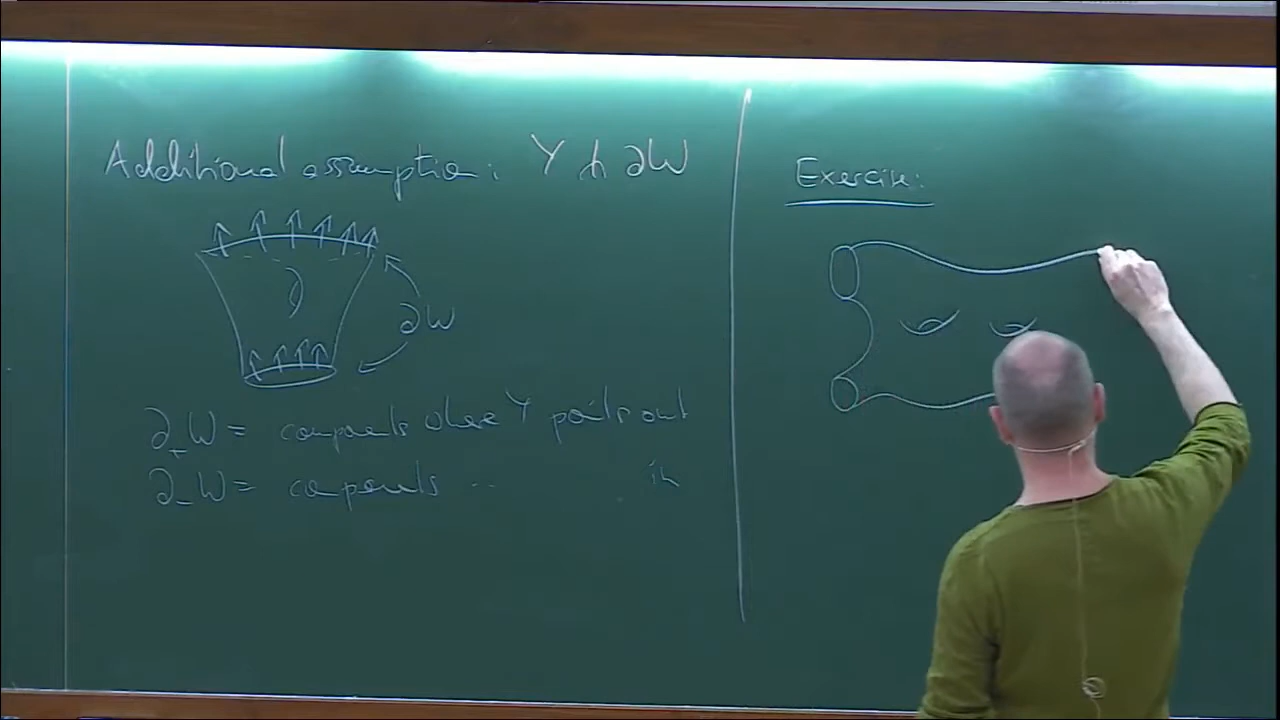 Additional assumption: Y ⋔ ∂W
∂W
∂₊W = components where Y points out
∂₋W = components .. in
Exercise: